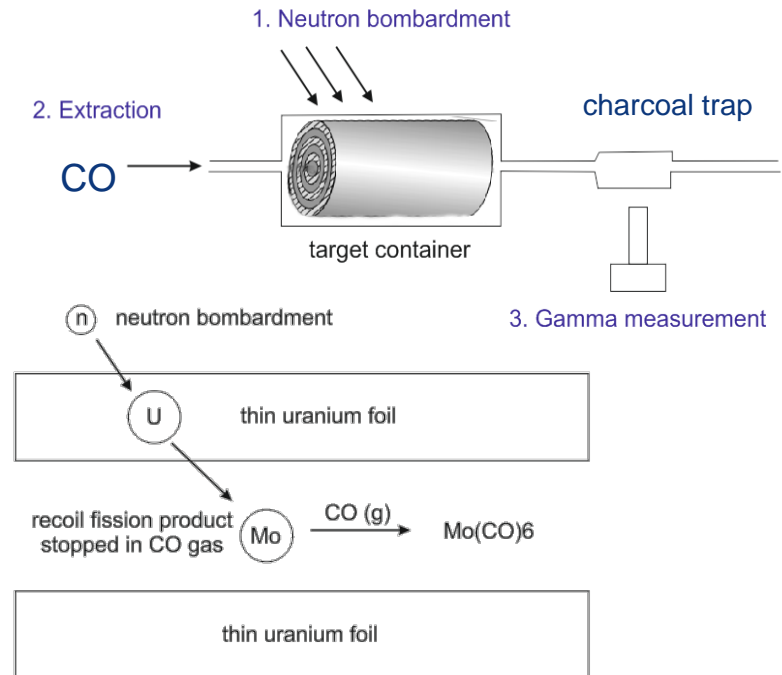 1. Neutron bombardment
2. Extraction
charcoal trap
CO
target container
3. Gamma measurement
n
neutron bombardment
U
thin uranium foil
recoil fission product
stopped in CO gas
Mo
CO (g)
Mo(CO)6
thin uranium foil